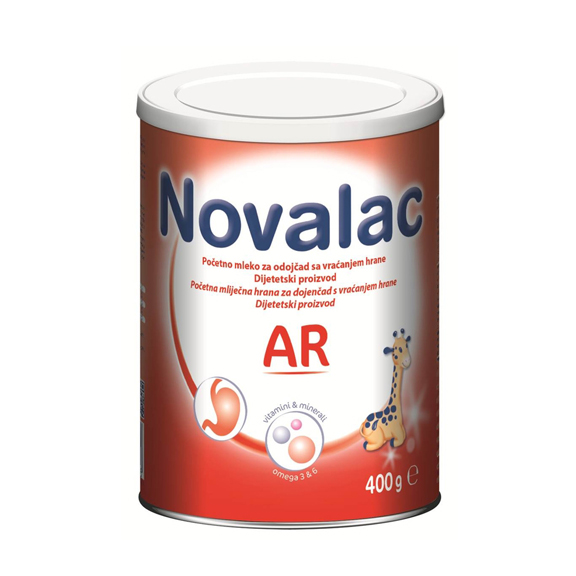 Novalac
Početno mleko za odojčad sa vraćanjem hrane
Dijetetski proizvod
Početna mliječna hrana za dojenčad s vraćanjem hrane
Dijetetski proizvod
AR
vitamini & minerali
omega 3 & 6
400 g ℮